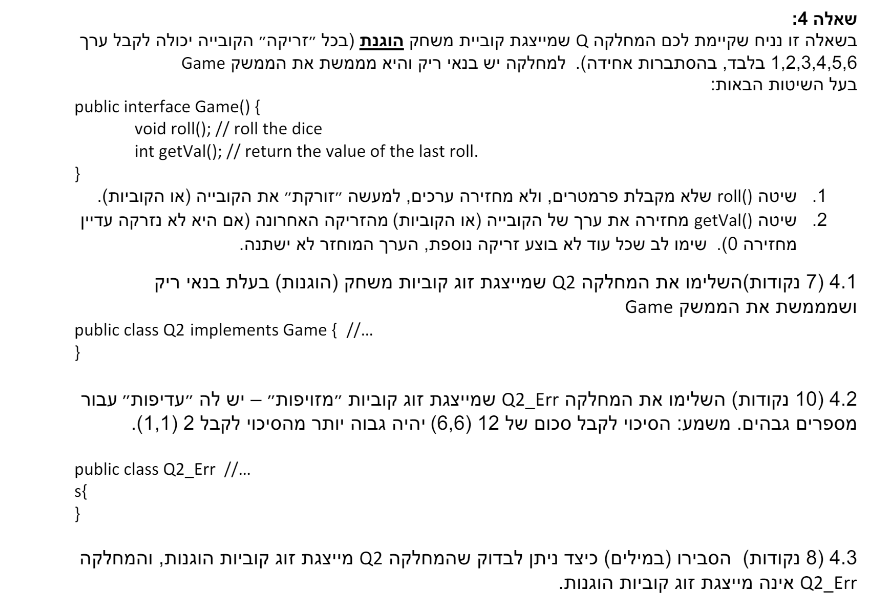 שאלה 4:
בשאלה זו נניח שקיימת לכם המחלקה Q שמייצגת קוביית משחק הוגנת (בכל "זריקה" הקובייה יכולה לקבל ערך
1,2,3,4,5,6 בלבד, בהסתברות אחידה). למחלקה יש בנאי ריק והיא מממשת את הממשק Game
בעל השיטות הבאות:
public interface Game() {
void roll(); // roll the dice
int getVal(); // return the value of the last roll.
}
1. שיטה roll() שלא מקבלת פרמטרים, ולא מחזירה ערכים, למעשה "זורקת" את הקובייה (או הקוביות).
2. שיטה getVal() מחזירה את ערך של הקובייה (או הקוביות) מהזריקה האחרונה (אם היא לא נזרקה עדיין
מחזירה 0). שימו לב שכל עוד לא בוצע זריקה נוספת, הערך המוחזר לא ישתנה.
4.1 (7 נקודות)השלימו את המחלקה Q2 שמייצגת זוג קוביות משחק (הוגנות) בעלת בנאי ריק
ושמממשת את הממשק Game
public class Q2 implements Game { //...
}
4.2 (10 נקודות) השלימו את המחלקה Q2_Err שמייצגת זוג קוביות "מזויפות" – יש לה "עדיפות" עבור
מספרים גבהים. משמע: הסיכוי לקבל סכום של 12 (6,6) יהיה גבוה יותר מהסיכוי לקבל 2 (1,1).
public class Q2_Err //...
s{
}
4.3 (8 נקודות) הסבירו (במילים) כיצד ניתן לבדוק שהמחלקה Q2 מייצגת זוג קוביות הוגנות, והמחלקה
Q2_Err אינה מייצגת זוג קוביות הוגנות.